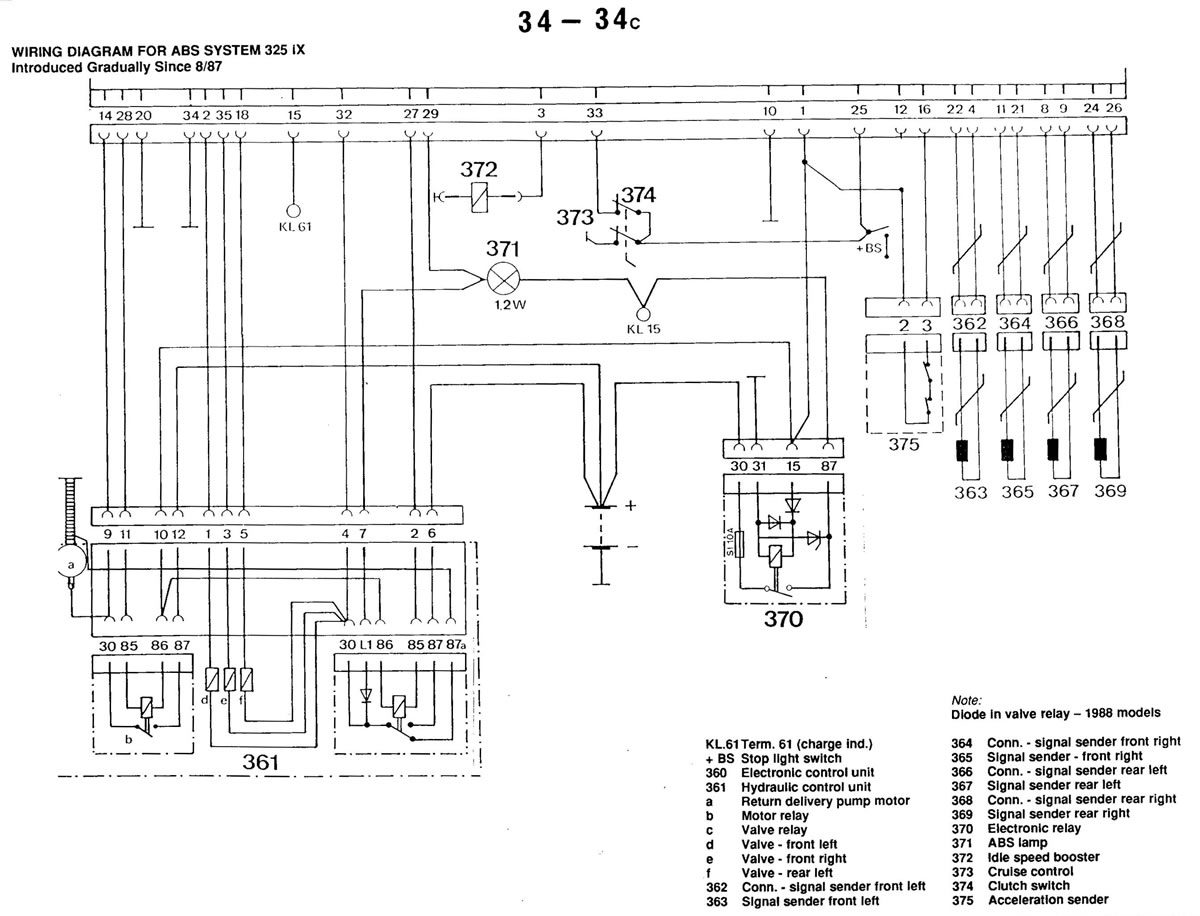 34 – 34c
WIRING DIAGRAM FOR ABS SYSTEM 325 iX
Introduced Gradually Since 8/87
14 28 20 34 2 35 18 15 32 27 29 3 33 10 1 25 12 16 22 4 11 21 8 9 24 26
372
374
373
KL 61
371
+ BS
1,2W
KL 15
2 3 362 364 366 368
375
30 31 15 87
363 365 367 369
+
9 11 10 12 1 3 5 4 7 2 6
S1 10A
–
a
370
30 85 86 87 30 L1 86 85 87 87a
d e f
b
361
Note:
Diode in valve relay – 1988 models
KL.61 Term. 61 (charge ind.)
+ BS Stop light switch
360 Electronic control unit
361 Hydraulic control unit
a Return delivery pump motor
b Motor relay
c Valve relay
d Valve - front left
e Valve - front right
f Valve - rear left
362 Conn. - signal sender front left
363 Signal sender front left
364 Conn. - signal sender front right
365 Signal sender - front right
366 Conn. - signal sender rear left
367 Signal sender rear left
368 Conn. - signal sender rear right
369 Signal sender rear right
370 Electronic relay
371 ABS lamp
372 Idle speed booster
373 Cruise control
374 Clutch switch
375 Acceleration sender